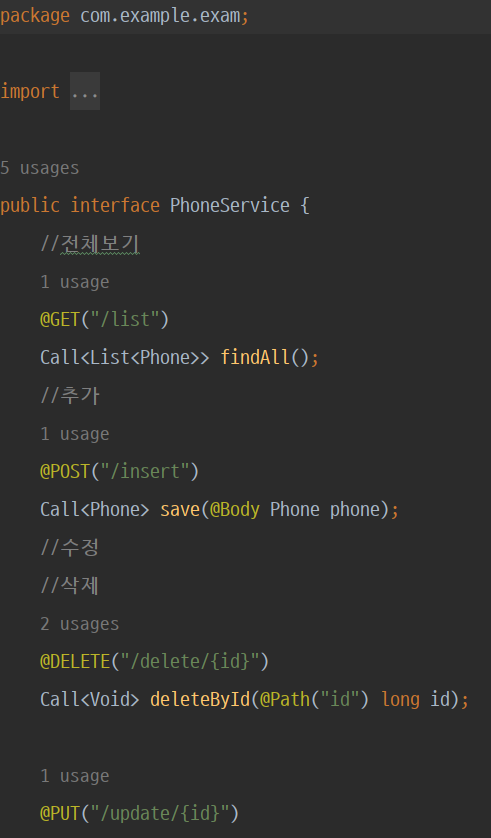 package com.example.exam;
import ...
5 usages
public interface PhoneService {
//전체보기
1 usage
@GET("/list")
Call<List<Phone>> findAll();
//추가
1 usage
@POST("/insert")
Call<Phone> save(@Body Phone phone);
//수정
//삭제
2 usages
@DELETE("/delete/{id}")
Call<Void> deleteById(@Path("id") long id);
1 usage
@PUT("/update/{id}")